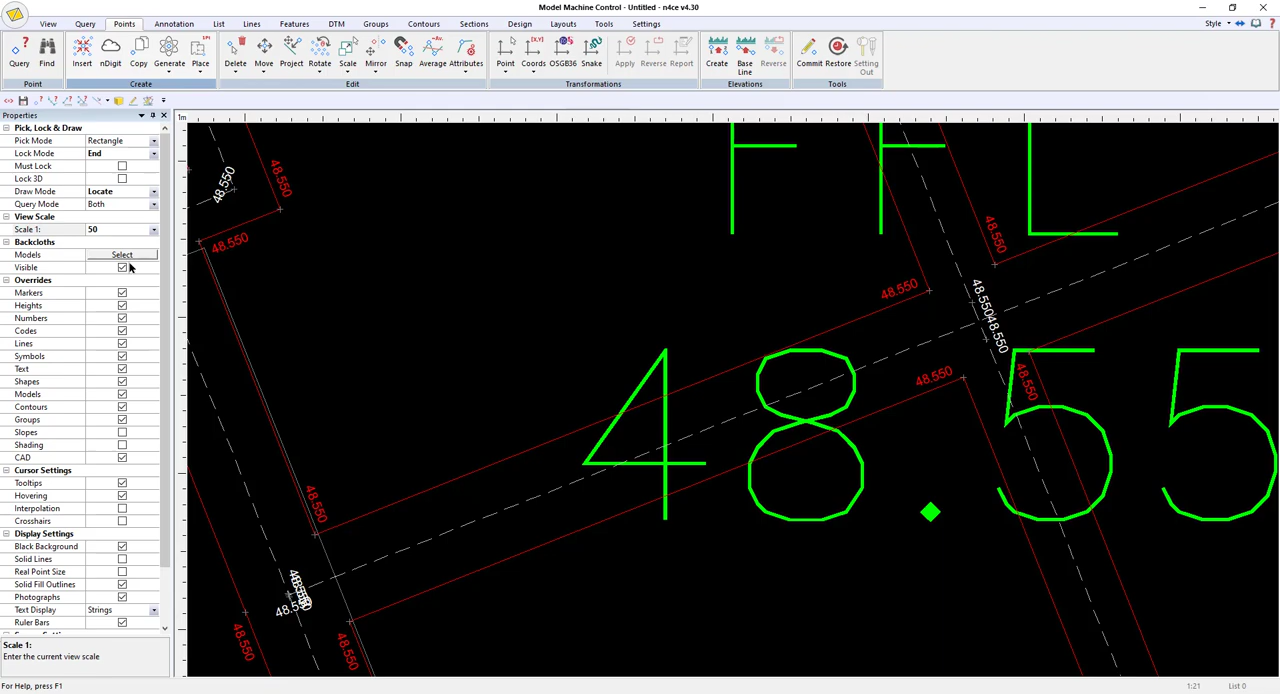 Model Machine Control - Untitled - n4ce v4.30
View Query Points Annotation List Lines Features DTM Groups Contours Sections Design Layouts Tools Settings Style
Query Find Insert nDigit Copy Generate Place Delete Move Project Rotate Scale Mirror Snap Average Attributes Point Coords OSGB36 Snake Apply Reverse Report Create Base Line Reverse Commit Restore Setting Out
Point Create Edit Transformations Elevations Tools
Properties
1m
Pick, Lock & Draw
Pick Mode Rectangle
Lock Mode End
Must Lock
Lock 3D
Draw Mode Locate
Query Mode Both
View Scale
Scale 1: 50
Backcloths
Models Select
Visible
Overrides
Markers
Heights
Numbers
Codes
Lines
Symbols
Text
Shapes
Models
Contours
Groups
Slopes
Shading
CAD
Cursor Settings
Tooltips
Hovering
Interpolation
Crosshairs
Display Settings
Black Background
Solid Lines
Real Point Size
Solid Fill Outlines
Photographs
Text Display Strings
Ruler Bars
Scale 1:
Enter the current view scale
FFL
48.55
48.550
48.550
48.550
48.550
48.550
48.550
48.550
48.550
48.550
48.550
48.550
48.550
48.550
For Help, press F1
1:21
List 0